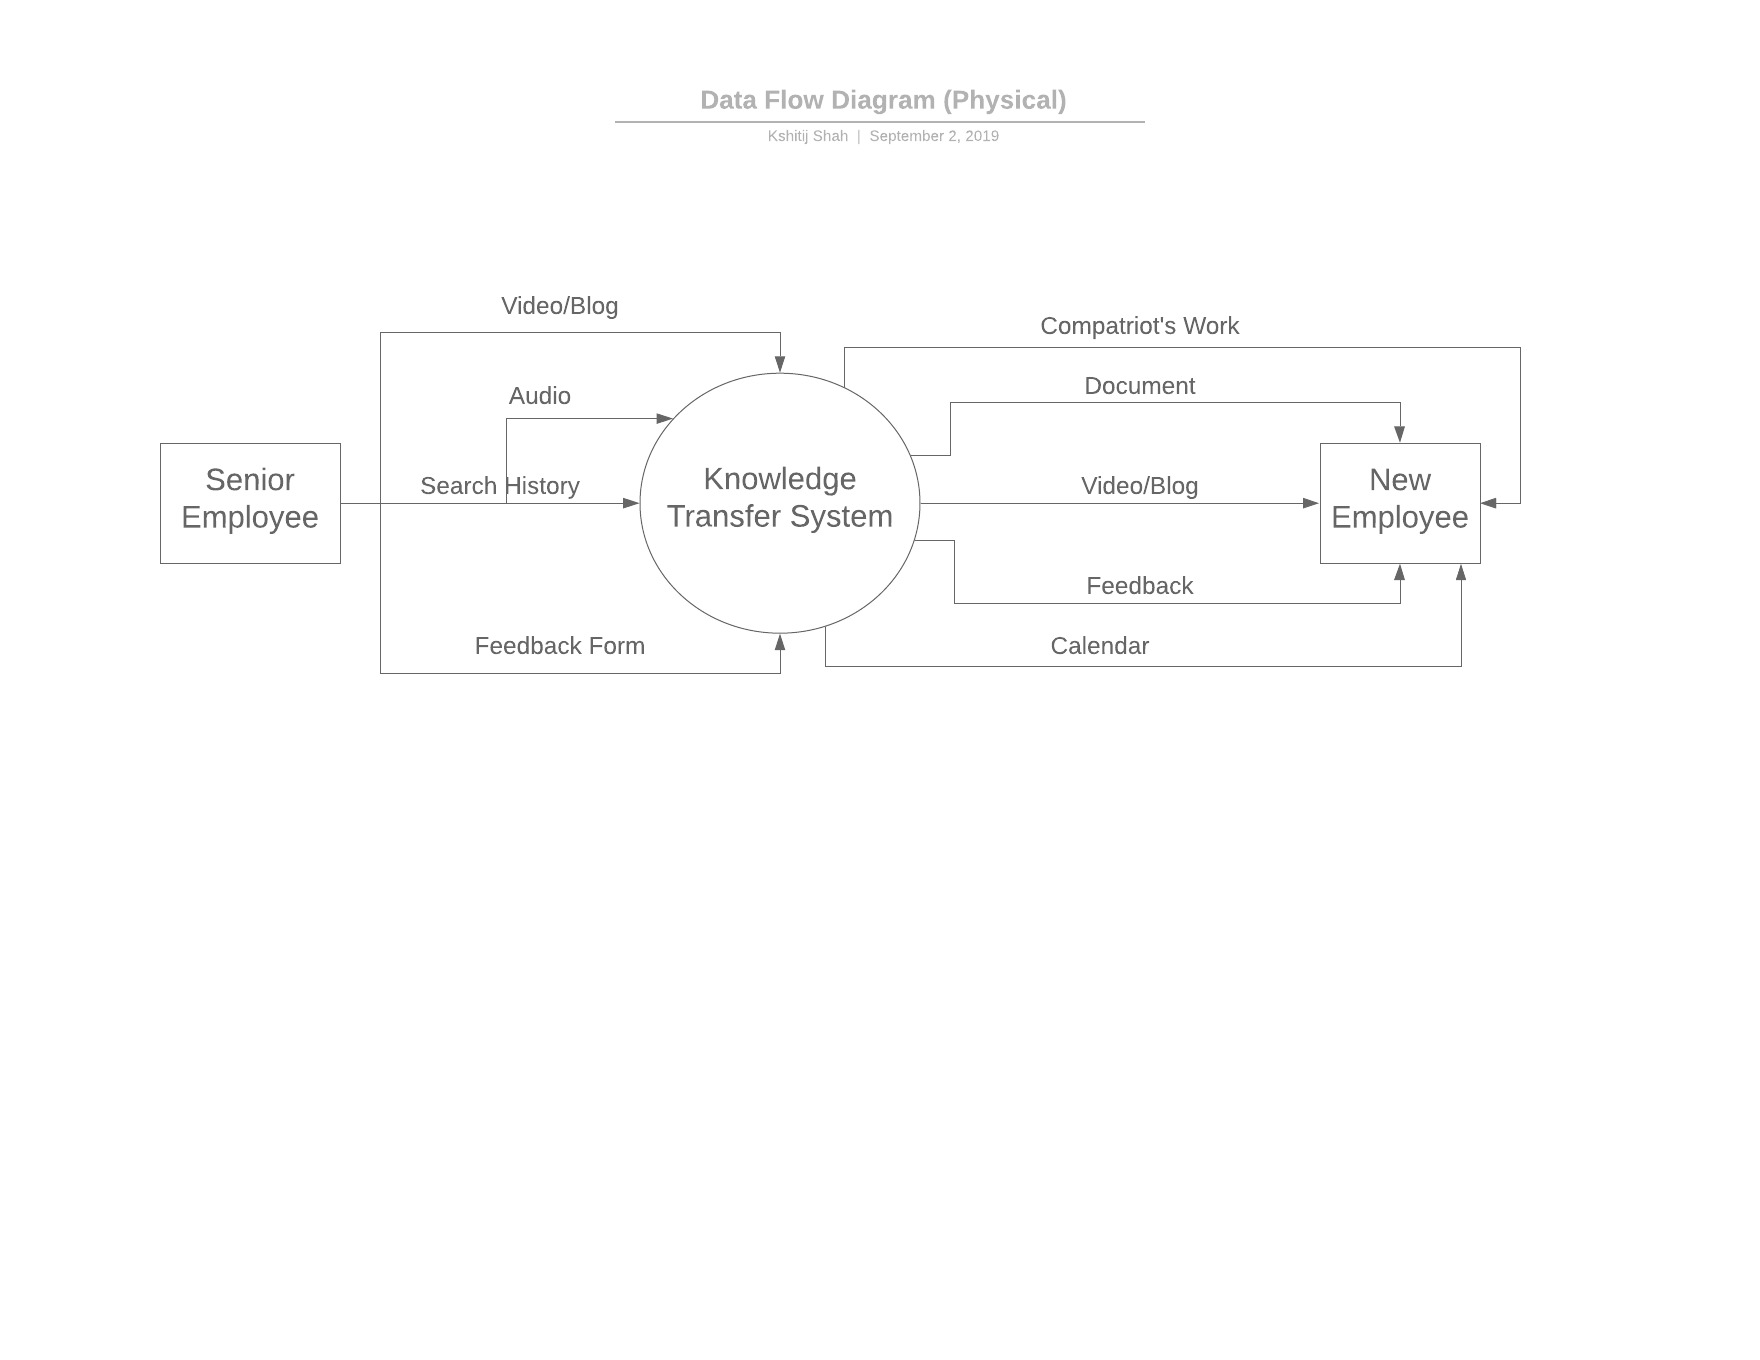 Data Flow Diagram (Physical)
Kshitij Shah | September 2, 2019
Video/Blog
Compatriot's Work
Audio
Document
Senior
Employee
Search History
Knowledge
Transfer System
Video/Blog
New
Employee
Feedback
Feedback Form
Calendar